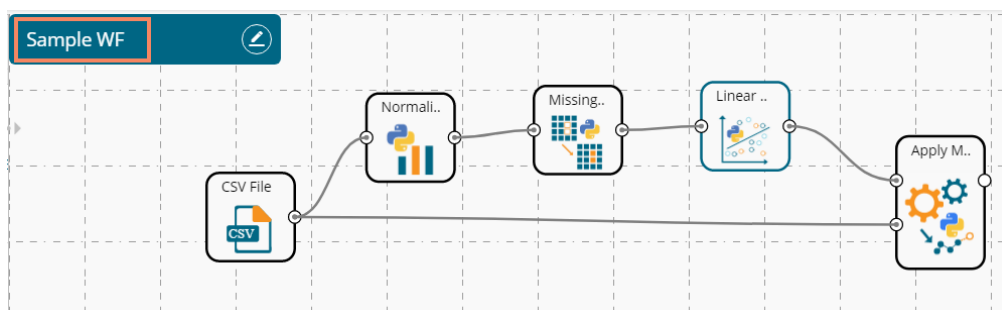 Sample WF
Normali..
Missing..
Linear ..
Apply M..
CSV File
CSV